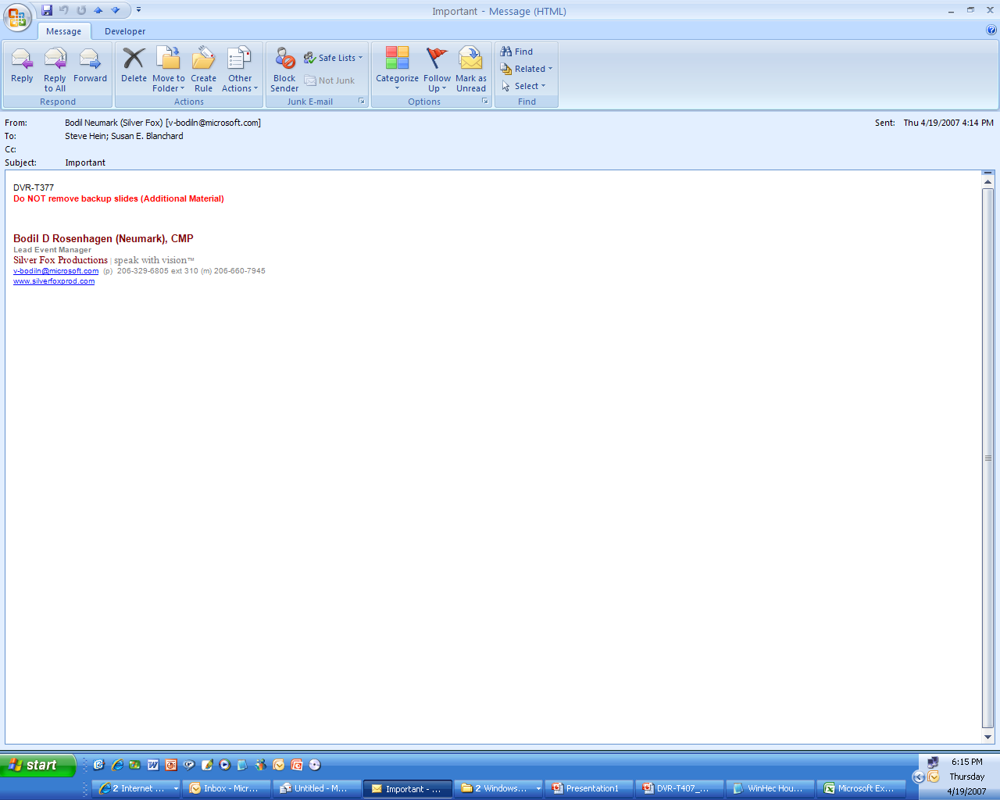 Important - Message (HTML)
Message Developer
Reply
Reply to All
Forward
Respond
Delete
Move to Folder
Create Rule
Other Actions
Actions
Block Sender
Safe Lists
Not Junk
Junk E-mail
Categorize
Follow Up
Mark as Unread
Options
Find
Related
Select
Find
From: Bodil Neumark (Silver Fox) [v-bodiln@microsoft.com] Sent: Thu 4/19/2007 4:14 PM
To: Steve Hein; Susan E. Blanchard
Cc:
Subject: Important
DVR-T377
Do NOT remove backup slides (Additional Material)
Bodil D Rosenhagen (Neumark), CMP
Lead Event Manager
Silver Fox Productions | speak with vision™
v-bodiln@microsoft.com (p) 206-329-6805 ext 310 (m) 206-660-7945
www.silverfoxprod.com
start
6:15 PM
Thursday
4/19/2007
2 Internet ... Inbox - Micr... Untitled - M... Important - ... 2 Windows... Presentation1 DVR-T407_... WinHec Hou... Microsoft Ex...